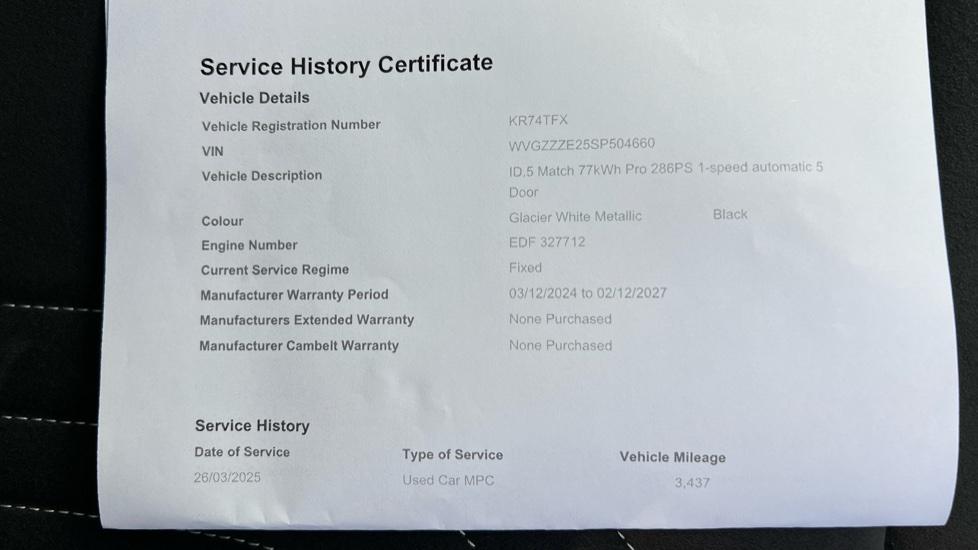 Service History Certificate
Vehicle Details
Vehicle Registration Number KR74TFX
VIN WVGZZZE25SP504660
Vehicle Description ID.5 Match 77kWh Pro 286PS 1-speed automatic 5
Door
Colour Glacier White Metallic Black
Engine Number EDF 327712
Current Service Regime Fixed
Manufacturer Warranty Period 03/12/2024 to 02/12/2027
Manufacturers Extended Warranty None Purchased
Manufacturer Cambelt Warranty None Purchased
Service History
Date of Service Type of Service Vehicle Mileage
26/03/2025 Used Car MPC 3,437